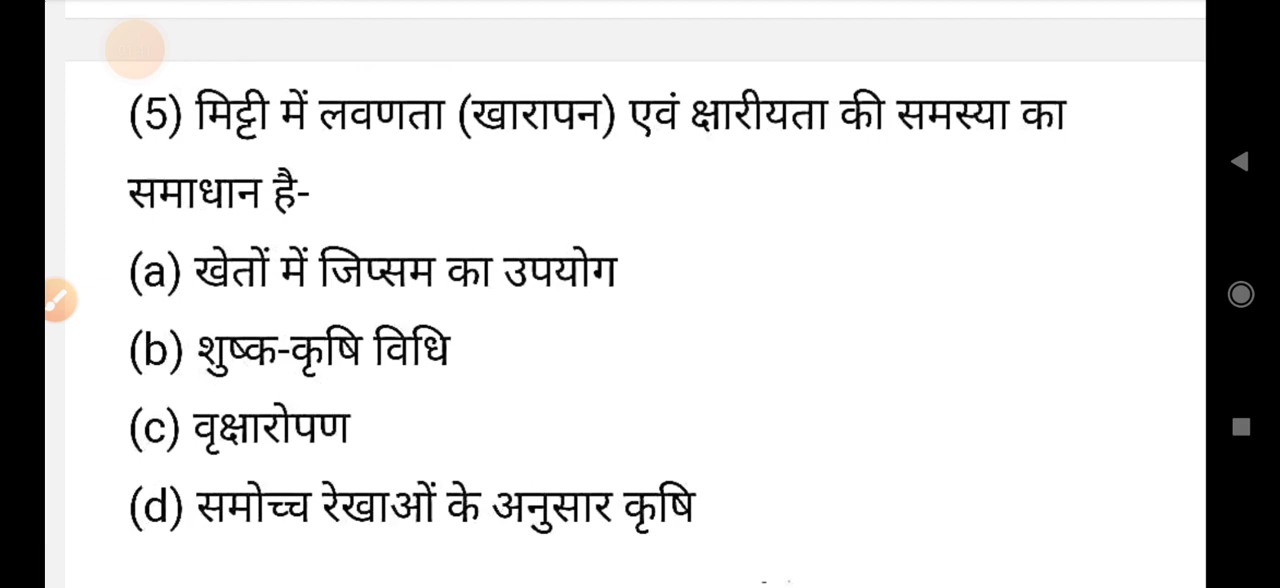 (5) मिट्टी में लवणता (खारापन) एवं क्षारीयता की समस्या का
समाधान है-
(a) खेतों में जिप्सम का उपयोग
(b) शुष्क-कृषि विधि
(c) वृक्षारोपण
(d) समोच्च रेखाओं के अनुसार कृषि